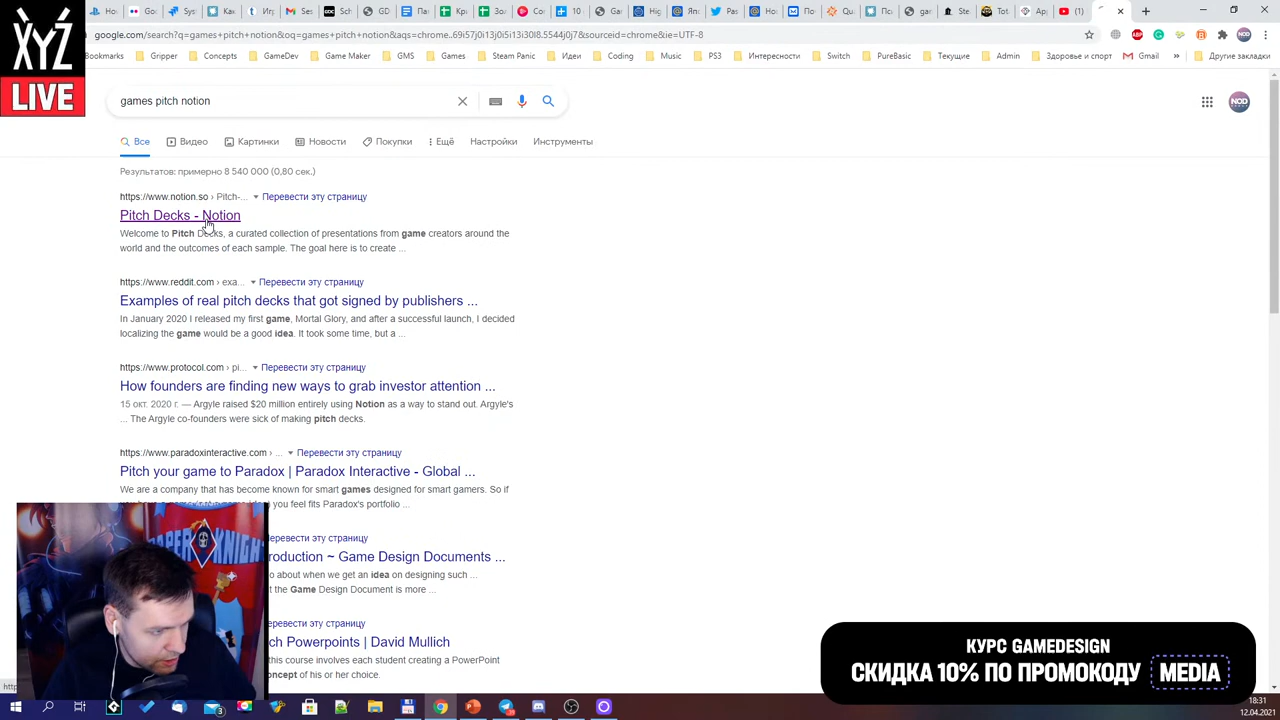 XYZ
LIVE
google.com/search?q=games+pitch+notion&oq=games+pitch+notion&aqs=chrome..69i57j0i13j0i5i13i30l8.5544j0j7&sourceid=chrome&ie=UTF-8
Bookmarks Gripper Concepts GameDev Game Maker GMS Games Steam Panic Идеи Coding Music PS3 Интересности Switch PureBasic Текущие Admin Здоровье и спорт Gmail » Другие закладки
games pitch notion
Все Видео Картинки Новости Покупки Ещё Настройки Инструменты
Результатов: примерно 8 540 000 (0,80 сек.)
https://www.notion.so › Pitch-... Перевести эту страницу
Pitch Decks - Notion
Welcome to Pitch Decks, a curated collection of presentations from game creators around the
world and the outcomes of each sample. The goal here is to create ...
https://www.reddit.com › exa... Перевести эту страницу
Examples of real pitch decks that got signed by publishers ...
In January 2020 I released my first game, Mortal Glory, and after a successful launch, I decided
localizing the game would be a good idea. It took some time, but a ...
https://www.protocol.com › pi... Перевести эту страницу
How founders are finding new ways to grab investor attention ...
15 окт. 2020 г. — Argyle raised $20 million entirely using Notion as a way to stand out. Argyle's
... The Argyle co-founders were sick of making pitch decks.
https://www.paradoxinteractive.com › ... Перевести эту страницу
Pitch your game to Paradox | Paradox Interactive - Global ...
We are a company that has become known for smart games designed for smart gamers. So if
you feel fits Paradox's portfolio ...
еревести эту страницу
roduction ~ Game Design Documents ...
o about when we get an idea on designing such ...
t the Game Design Document is more ...
еревести эту страницу
ch Powerpoints | David Mullich
this course involves each student creating a PowerPoint
oncept of his or her choice.
PAPER KNIGH
КУРС GAMEDESIGN
СКИДКА 10% ПО ПРОМОКОДУ MEDIA
18:31
12.04.2021